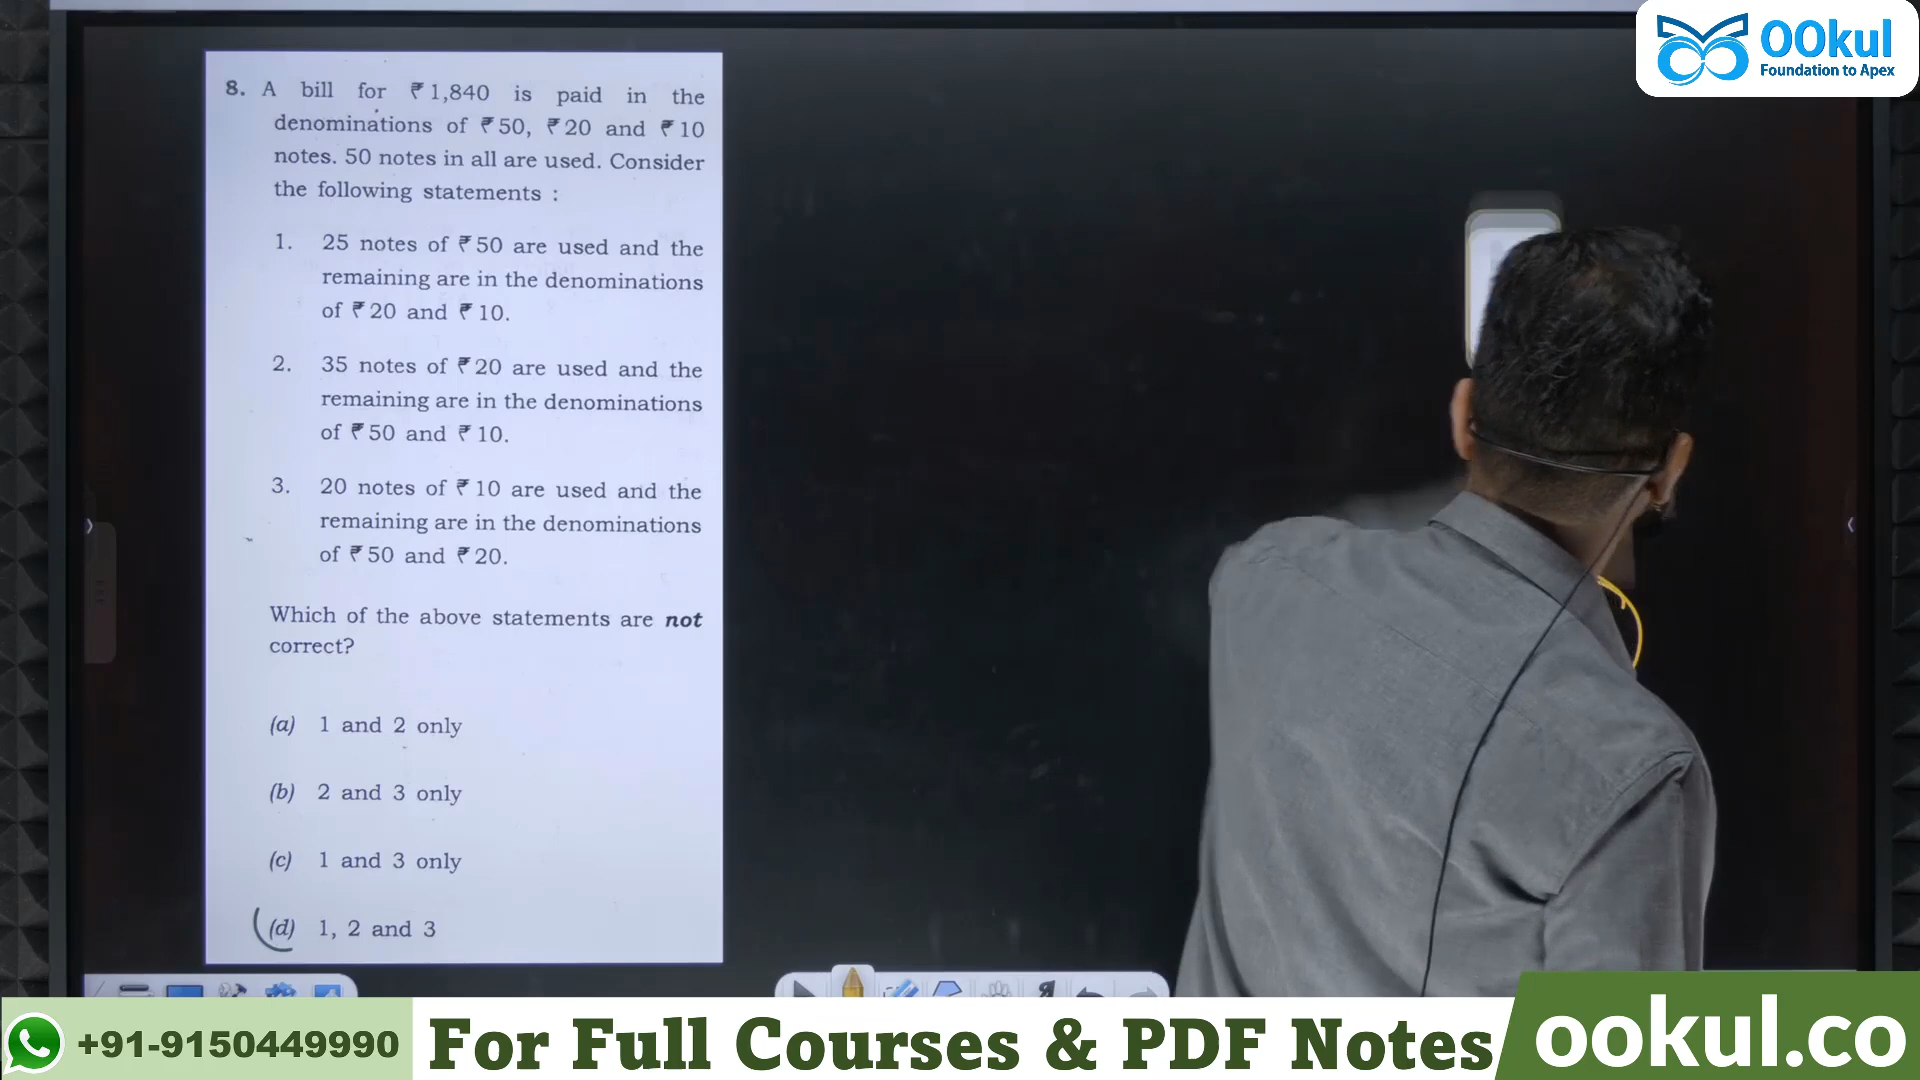 OOkul
Foundation to Apex
8. A bill for ₹1,840 is paid in the
denominations of ₹50, ₹20 and ₹10
notes. 50 notes in all are used. Consider
the following statements :
1. 25 notes of ₹50 are used and the
remaining are in the denominations
of ₹20 and ₹10.
2. 35 notes of ₹20 are used and the
remaining are in the denominations
of ₹50 and ₹10.
3. 20 notes of ₹10 are used and the
remaining are in the denominations
of ₹50 and ₹20.
Which of the above statements are not
correct?
(a) 1 and 2 only
(b) 2 and 3 only
(c) 1 and 3 only
(d) 1, 2 and 3
+91-9150449990
For Full Courses & PDF Notes
ookul.co